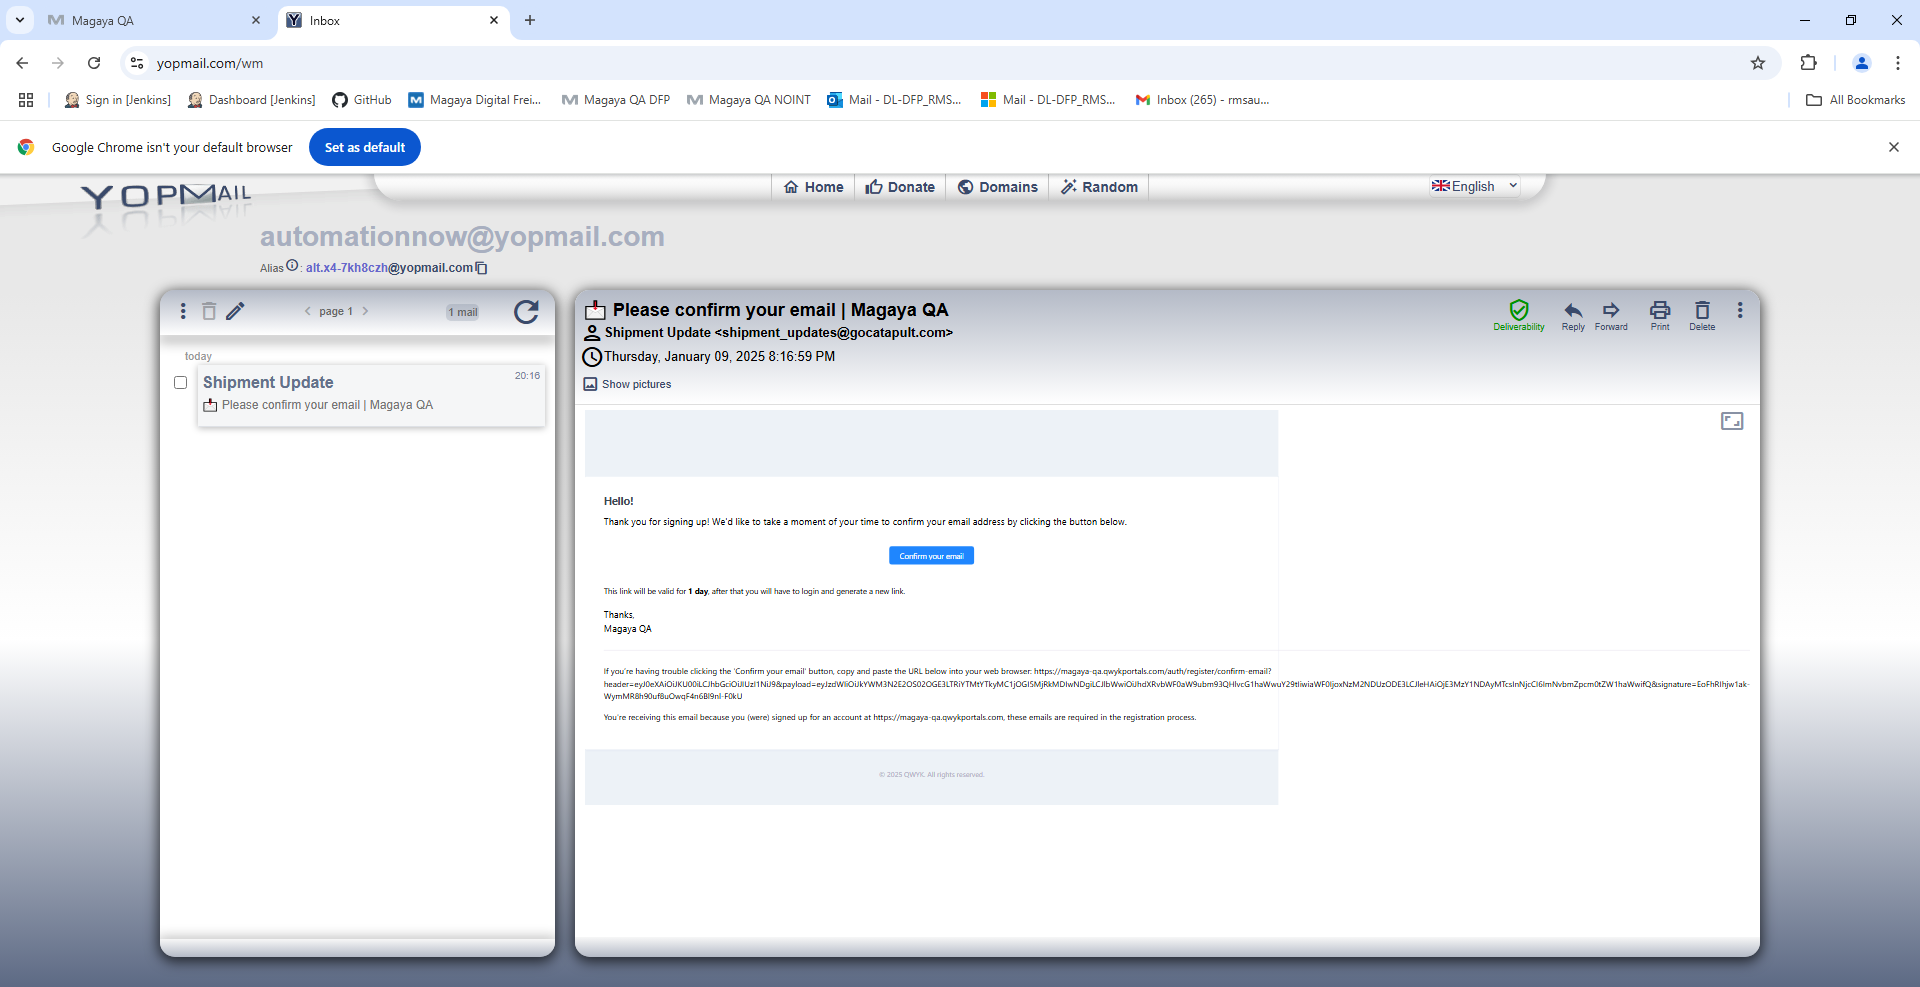 Magaya QA
Inbox
yopmail.com/wm
Sign in [Jenkins]
Dashboard [Jenkins]
GitHub
Magaya Digital Frei...
Magaya QA DFP
Magaya QA NOINT
Mail - DL-DFP_RMS...
Mail - DL-DFP_RMS...
Inbox (265) - rmsau...
All Bookmarks
Google Chrome isn't your default browser
Set as default
YOPMAIL
Home
Donate
Domains
Random
English
automationnow@yopmail.com
Alias : alt.x4-7kh8czh@yopmail.com
page 1
1 mail
today
Shipment Update
20:16
Please confirm your email | Magaya QA
Please confirm your email | Magaya QA
Shipment Update <shipment_updates@gocatapult.com>
Thursday, January 09, 2025 8:16:59 PM
Show pictures
Deliverability
Reply
Forward
Print
Delete
Hello!
Thank you for signing up! We'd like to take a moment of your time to confirm your email address by clicking the button below.
Confirm your email
This link will be valid for 1 day, after that you will have to login and generate a new link.
Thanks,
Magaya QA
If you're having trouble clicking the 'Confirm your email' button, copy and paste the URL below into your web browser: https://magaya-qa.qwykportals.com/auth/register/confirm-email?
You're receiving this email because you (were) signed up for an account at https://magaya-qa.qwykportals.com, these emails are required in the registration process.
© 2025 QWYK. All rights reserved.